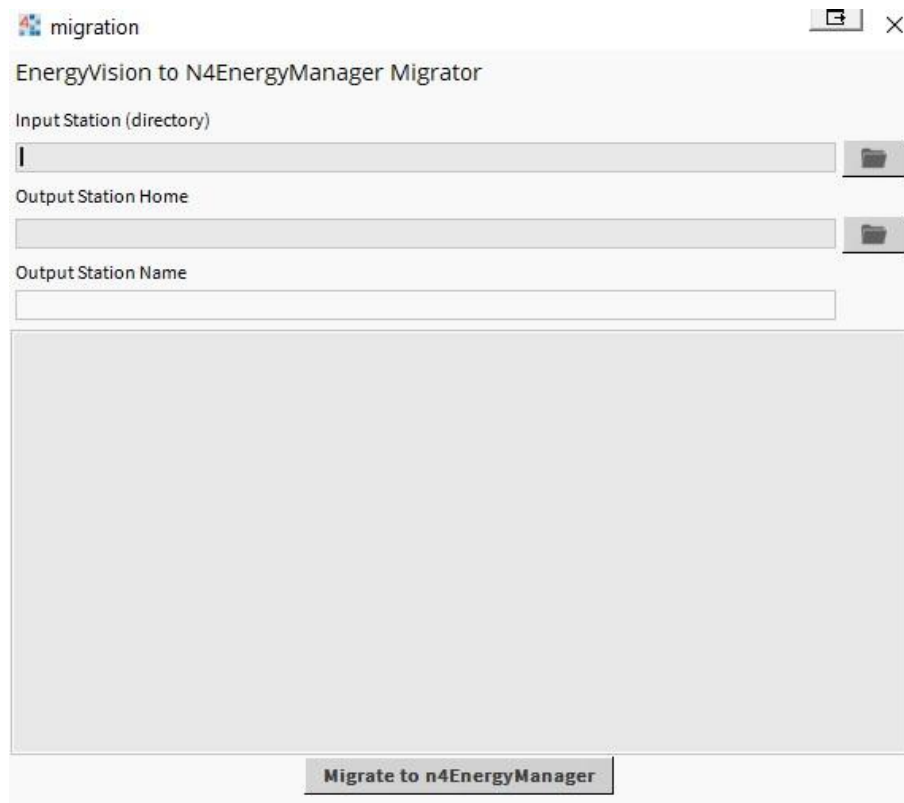 migration
EnergyVision to N4EnergyManager Migrator
Input Station (directory)
Output Station Home
Output Station Name
Migrate to n4EnergyManager